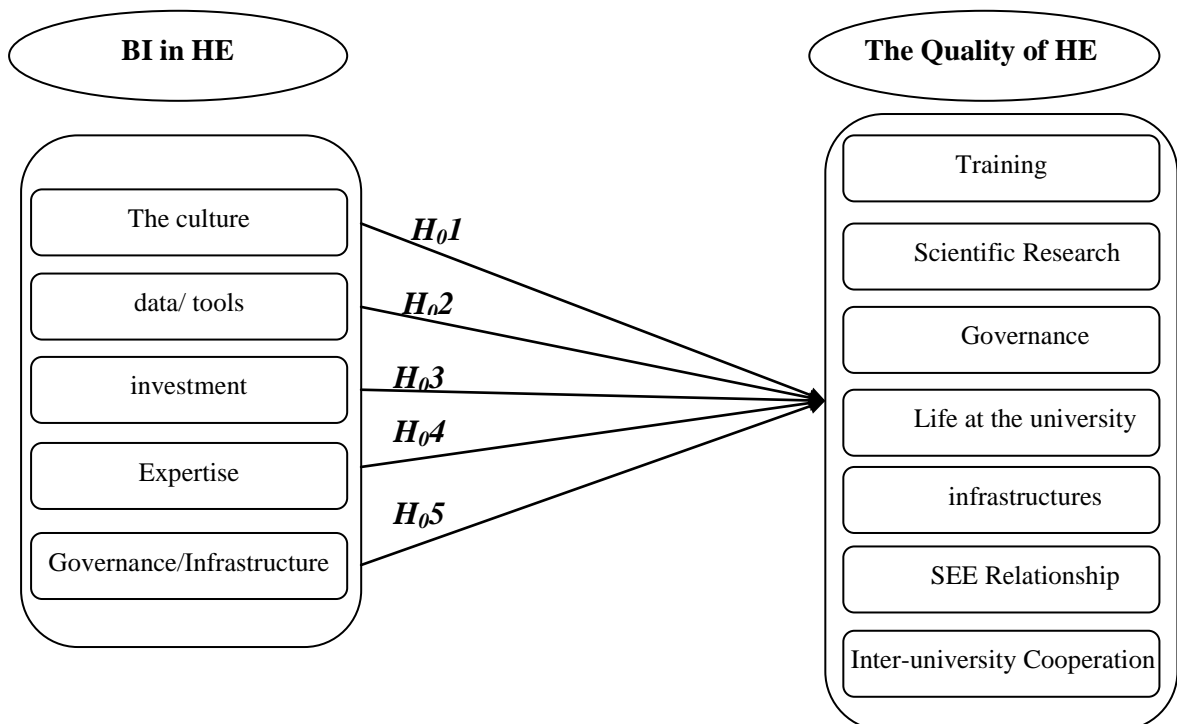 BI in HE
The Quality of HE
The culture
data/ tools
investment
Expertise
Governance/Infrastructure
H₀1
H₀2
H₀3
H₀4
H₀5
Training
Scientific Research
Governance
Life at the university
infrastructures
SEE Relationship
Inter-university Cooperation